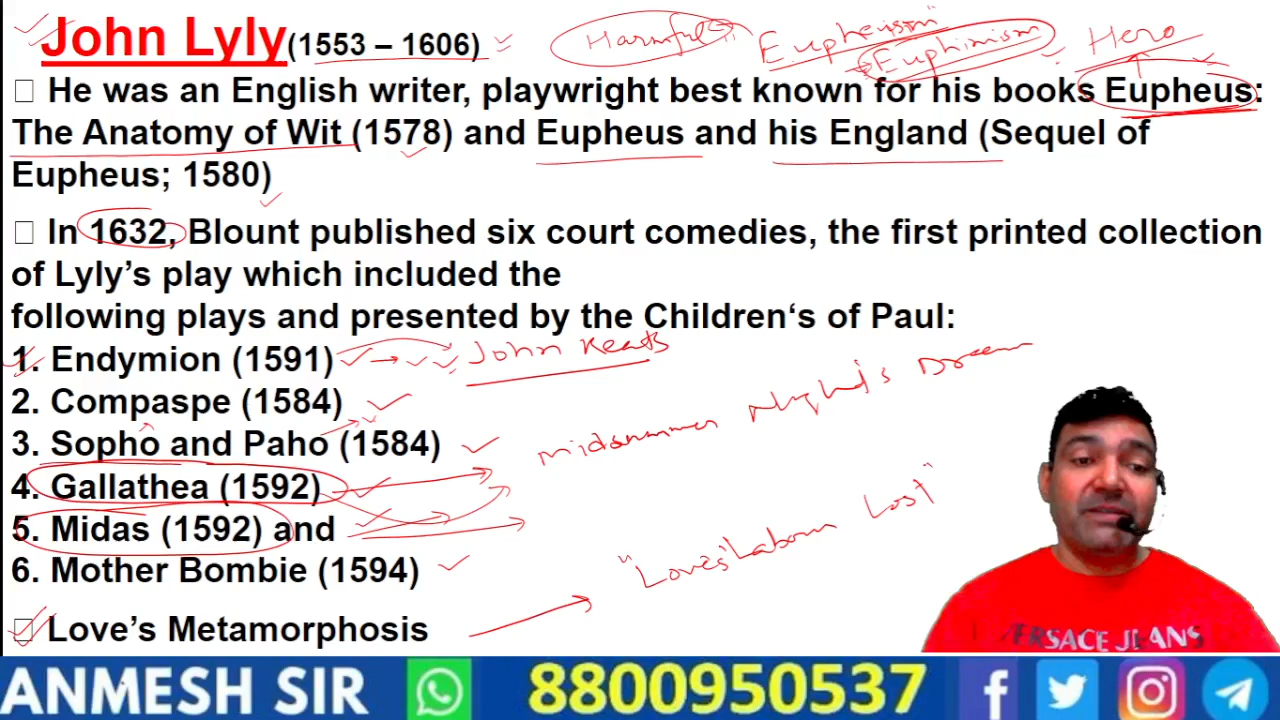 John Lyly (1553 – 1606)
Harmful
Eupheism"
Euphimism
Hero
He was an English writer, playwright best known for his books Eupheus:
The Anatomy of Wit (1578) and Eupheus and his England (Sequel of
Eupheus; 1580)
In 1632, Blount published six court comedies, the first printed collection
of Lyly's play which included the
following plays and presented by the Children‘s of Paul:
1. Endymion (1591)
John Keats
2. Compaspe (1584)
3. Sopho and Paho (1584)
midsummer Night's Dream
4. Gallathea (1592)
5. Midas (1592) and
6. Mother Bombie (1594)
"Loves" Labour Lost"
Love's Metamorphosis
VERSACE JEANS
ANMESH SIR 8800950537